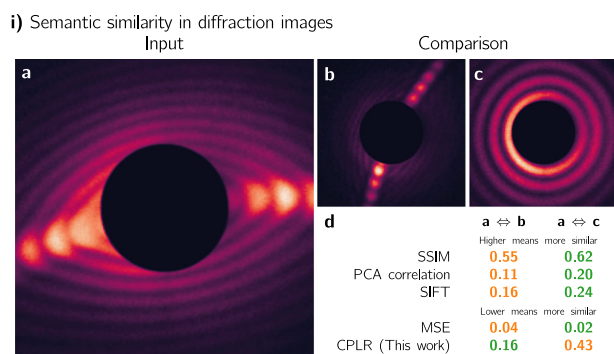 i) Semantic similarity in diffraction images
Input
Comparison
a
b
c
d
a ⇔ b a ⇔ c
Higher means more similar
SSIM 0.55 0.62
PCA correlation 0.11 0.20
SIFT 0.16 0.24
Lower means more similar
MSE 0.04 0.02
CPLR (This work) 0.16 0.43